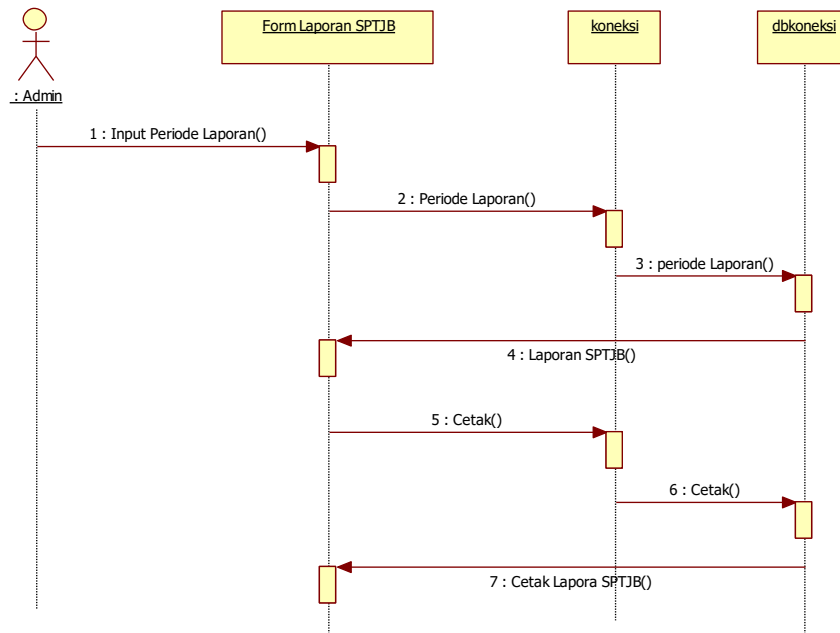 Form Laporan SPTJB
koneksi
dbkoneksi
: Admin
1 : Input Periode Laporan()
2 : Periode Laporan()
3 : periode Laporan()
4 : Laporan SPTJB()
5 : Cetak()
6 : Cetak()
7 : Cetak Lapora SPTJB()